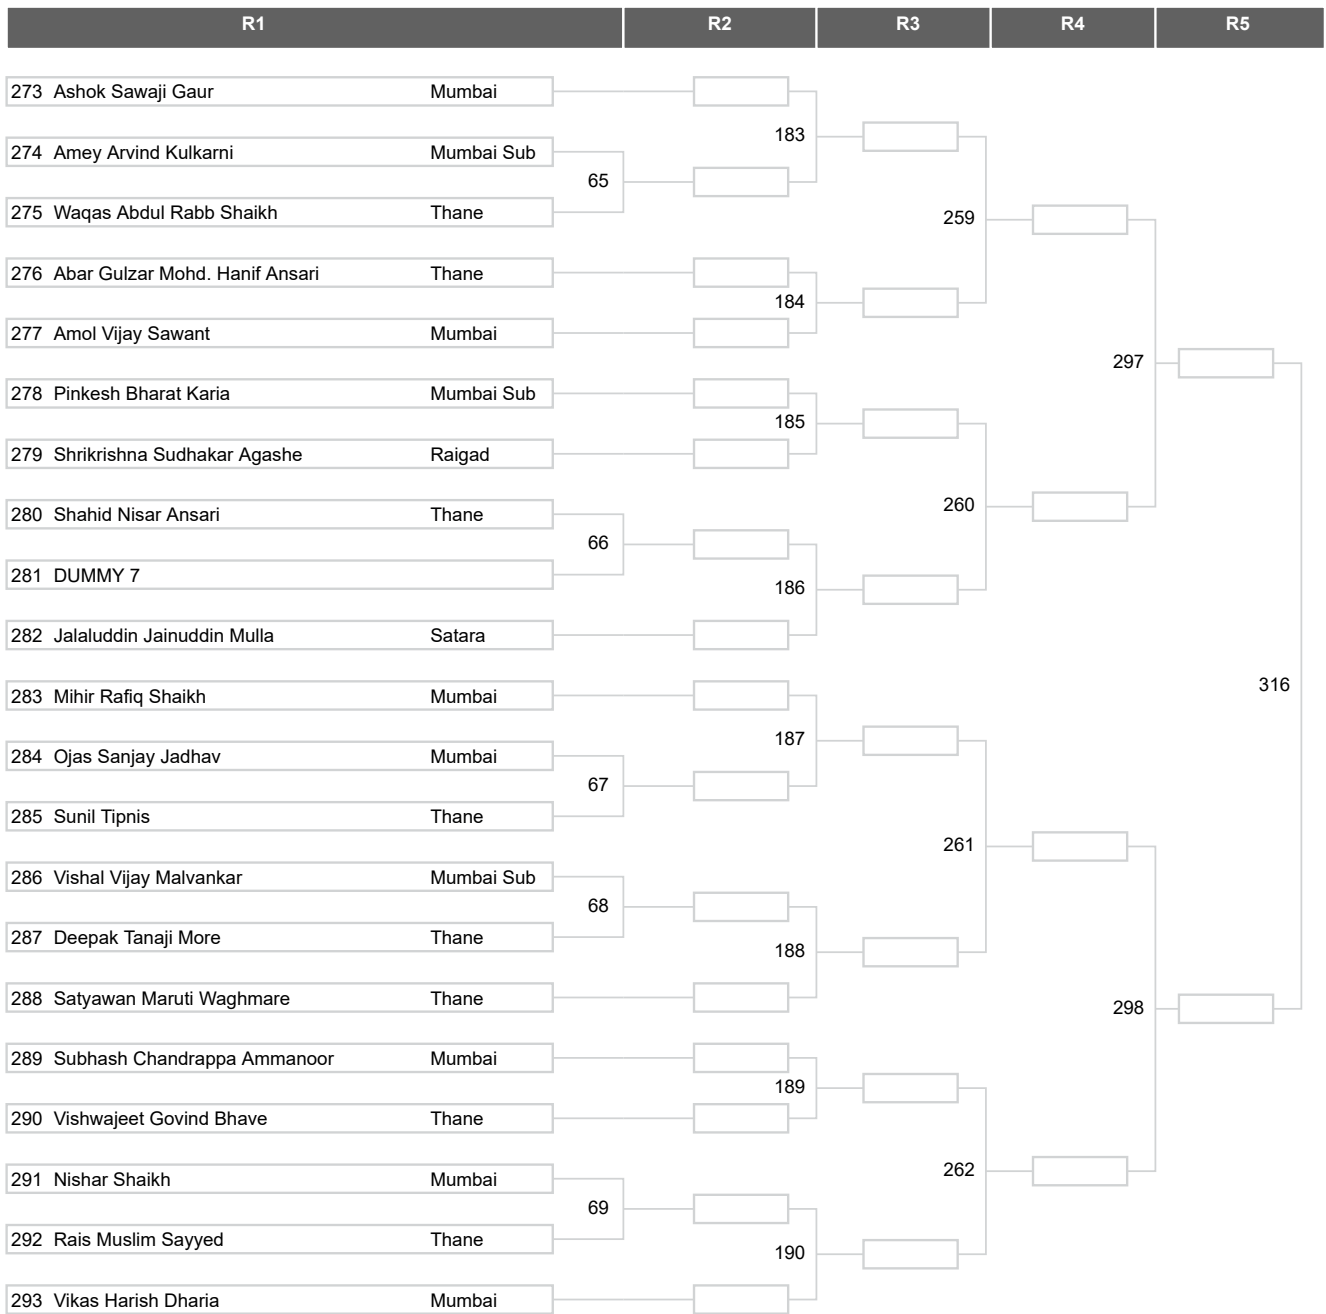 R1 R2 R3 R4 R5
273 Ashok Sawaji Gaur Mumbai
183
274 Amey Arvind Kulkarni Mumbai Sub
65
275 Waqas Abdul Rabb Shaikh Thane
259
276 Abar Gulzar Mohd. Hanif Ansari Thane
184
277 Amol Vijay Sawant Mumbai
297
278 Pinkesh Bharat Karia Mumbai Sub
185
279 Shrikrishna Sudhakar Agashe Raigad
260
280 Shahid Nisar Ansari Thane
66
281 DUMMY 7
186
282 Jalaluddin Jainuddin Mulla Satara
316
283 Mihir Rafiq Shaikh Mumbai
187
284 Ojas Sanjay Jadhav Mumbai
67
285 Sunil Tipnis Thane
261
286 Vishal Vijay Malvankar Mumbai Sub
68
287 Deepak Tanaji More Thane
188
288 Satyawan Maruti Waghmare Thane
298
289 Subhash Chandrappa Ammanoor Mumbai
189
290 Vishwajeet Govind Bhave Thane
262
291 Nishar Shaikh Mumbai
69
292 Rais Muslim Sayyed Thane
190
293 Vikas Harish Dharia Mumbai